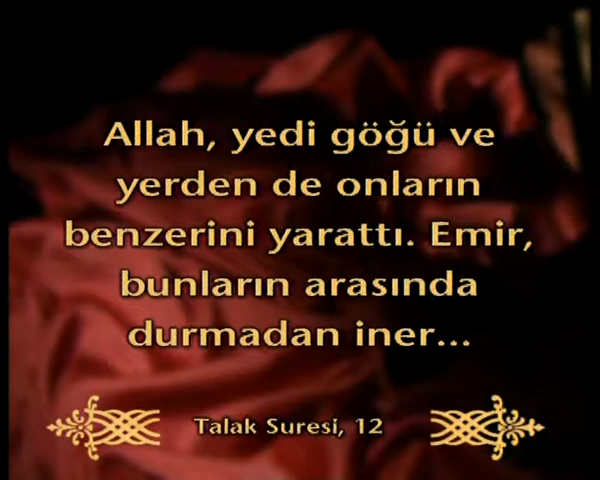 Allah, yedi göğü ve
yerden de onların
benzerini yarattı. Emir,
bunların arasında
durmadan iner...
Talak Suresi, 12